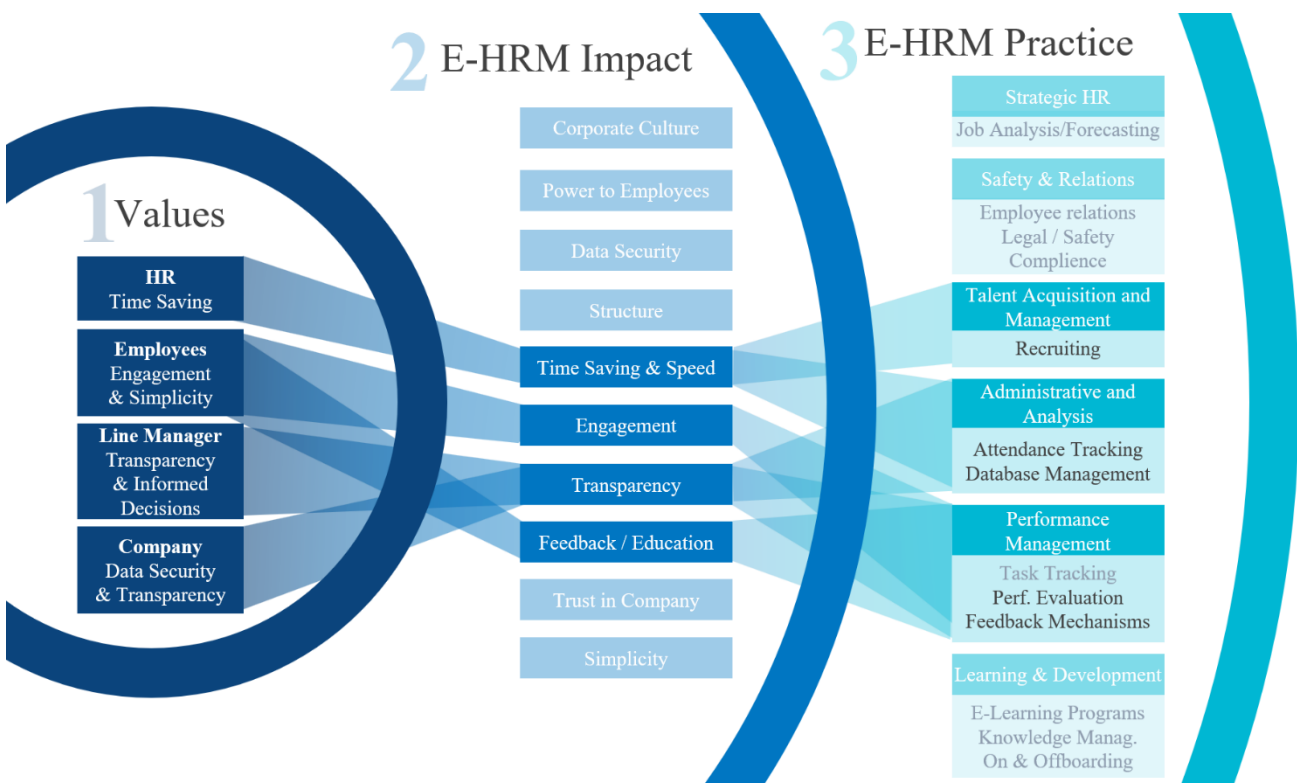 1 Values
HR
Time Saving
Employees
Engagement
& Simplicity
Line Manager
Transparency
& Informed
Decisions
Company
Data Security
& Transparency
2 E-HRM Impact
Corporate Culture
Power to Employees
Data Security
Structure
Time Saving & Speed
Engagement
Transparency
Feedback / Education
Trust in Company
Simplicity
3 E-HRM Practice
Strategic HR
Job Analysis/Forecasting
Safety & Relations
Employee relations
Legal / Safety
Complience
Talent Acquisition and
Management
Recruiting
Administrative and
Analysis
Attendance Tracking
Database Management
Performance
Management
Task Tracking
Perf. Evaluation
Feedback Mechanisms
Learning & Development
E-Learning Programs
Knowledge Manag.
On & Offboarding